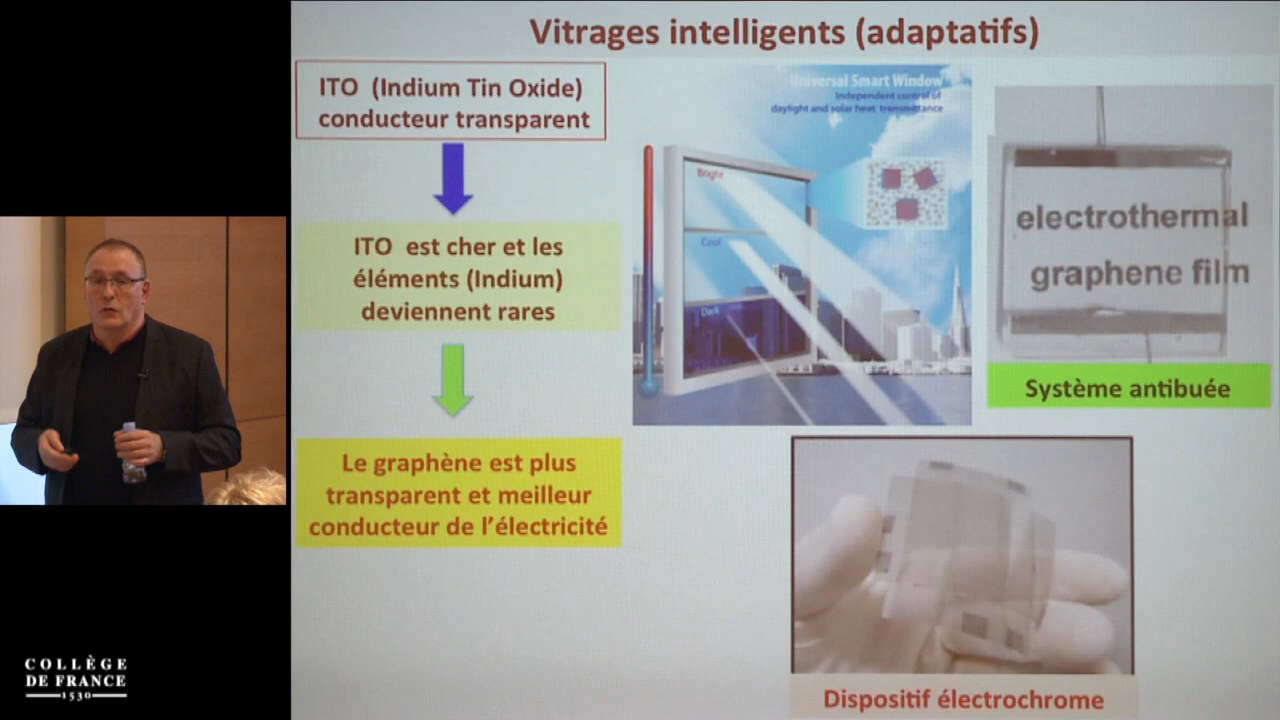 Vitrages intelligents (adaptatifs)
ITO (Indium Tin Oxide)
conducteur transparent
ITO est cher et les
éléments (Indium)
deviennent rares
Le graphène est plus
transparent et meilleur
conducteur de l'électricité
Universal Smart Window
Independent control of
daylight and solar heat transmittance
Bright
Cool
Dark
electrothermal
graphene film
Système antibuée
Dispositif électrochrome
COLLÈGE
DE FRANCE
1530